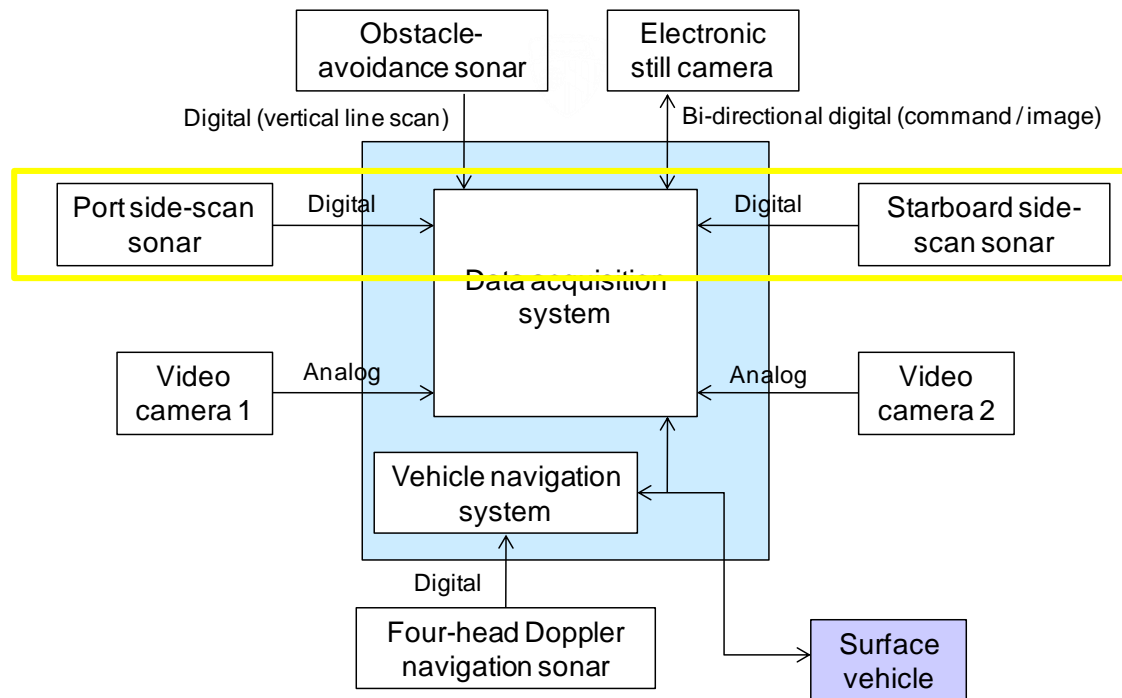 Obstacle-
avoidance sonar
Electronic
still camera
Digital (vertical line scan)
Bi-directional digital (command / image)
Port side-scan
sonar
Digital
Digital
Starboard side-
scan sonar
Data acquisition
system
Video
camera 1
Analog
Analog
Video
camera 2
Vehicle navigation
system
Digital
Four-head Doppler
navigation sonar
Surface
vehicle